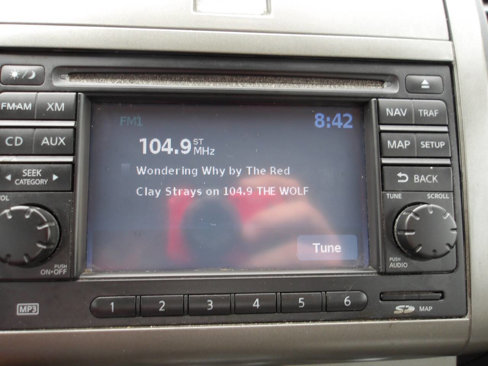 FM1 8:42
FM·AM XM
104.9 ST MHz
NAV TRAF
CD AUX
Wondering Why by The Red
MAP SETUP
SEEK CATEGORY
Clay Strays on 104.9 THE WOLF
BACK
VOL
TUNE SCROLL
Tune
PUSH ON•OFF
PUSH AUDIO
MP3
1 2 3 4 5 6
SD MAP